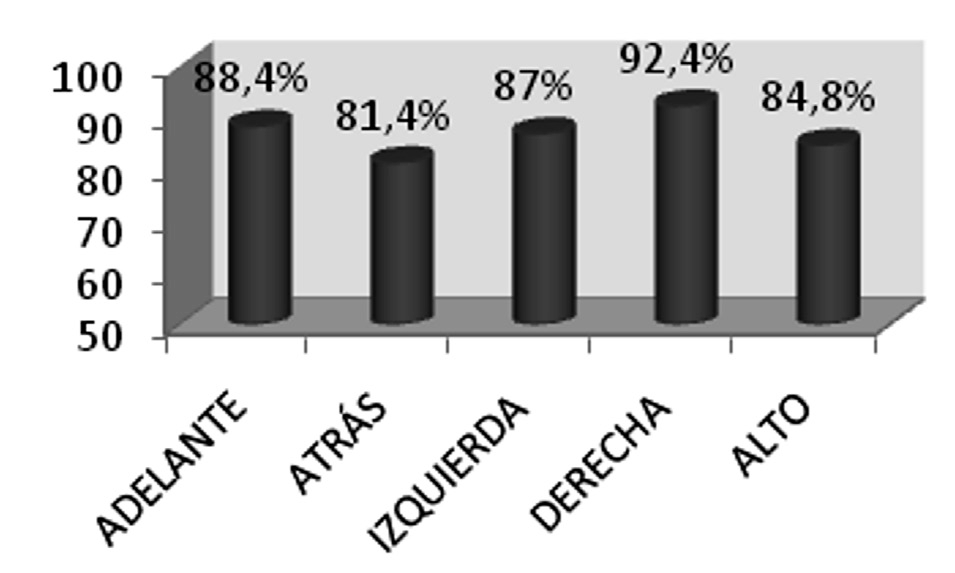 100
90
80
70
60
50
88,4%
81,4%
87%
92,4%
84,8%
ADELANTE
ATRÁS
IZQUIERDA
DERECHA
ALTO